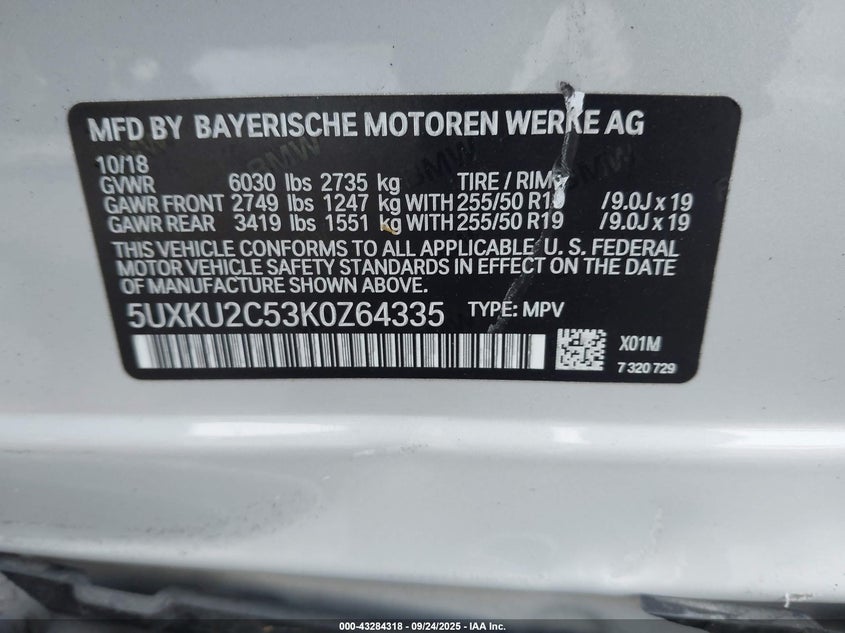 MFD BY BAYERISCHE MOTOREN WERKE AG
10/18
GVWR 6030 lbs 2735 kg TIRE / RIM
GAWR FRONT 2749 lbs 1247 kg WITH 255/50 R19 /9.0J x 19
GAWR REAR 3419 lbs 1551 kg WITH 255/50 R19 /9.0J x 19
THIS VEHICLE CONFORMS TO ALL APPLICABLE U. S. FEDERAL
MOTOR VEHICLE SAFETY STANDARDS IN EFFECT ON THE DATE
OF MANUFACTURE SHOWN ABOVE.
5UXKU2C53K0Z64335 TYPE: MPV
X01M
7 320 729
000-43284318 - 09/24/2025 - IAA Inc.